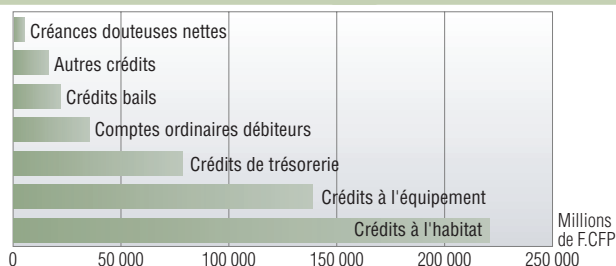 Créances douteuses nettes
Autres crédits
Crédits bails
Comptes ordinaires débiteurs
Crédits de trésorerie
Crédits à l'équipement
Crédits à l'habitat
Millions
de F.CFP
0 50 000 100 000 150 000 200 000 250 000